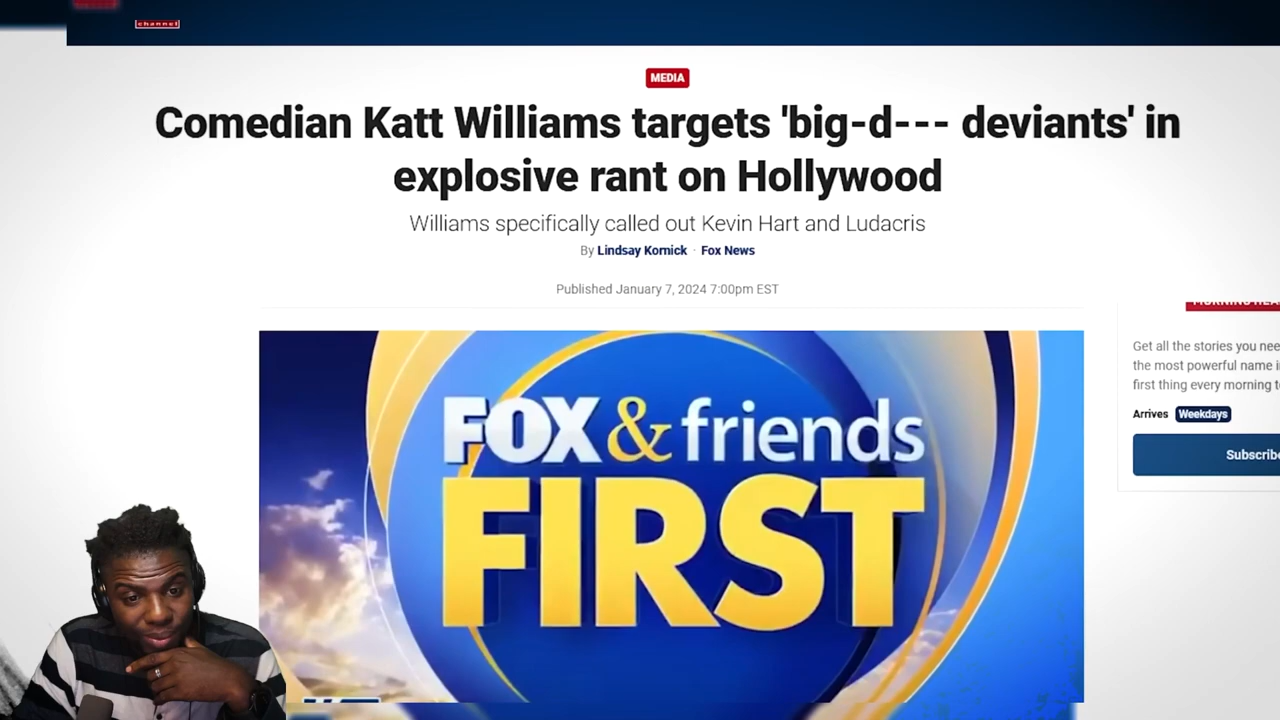 channel
MEDIA
Comedian Katt Williams targets 'big-d--- deviants' in
explosive rant on Hollywood
Williams specifically called out Kevin Hart and Ludacris
By Lindsay Kornick · Fox News
Published January 7, 2024 7:00pm EST
Get all the stories you
the most powerful name
first thing every morning
Arrives Weekdays
Subscribe
FOX & friends
FIRST